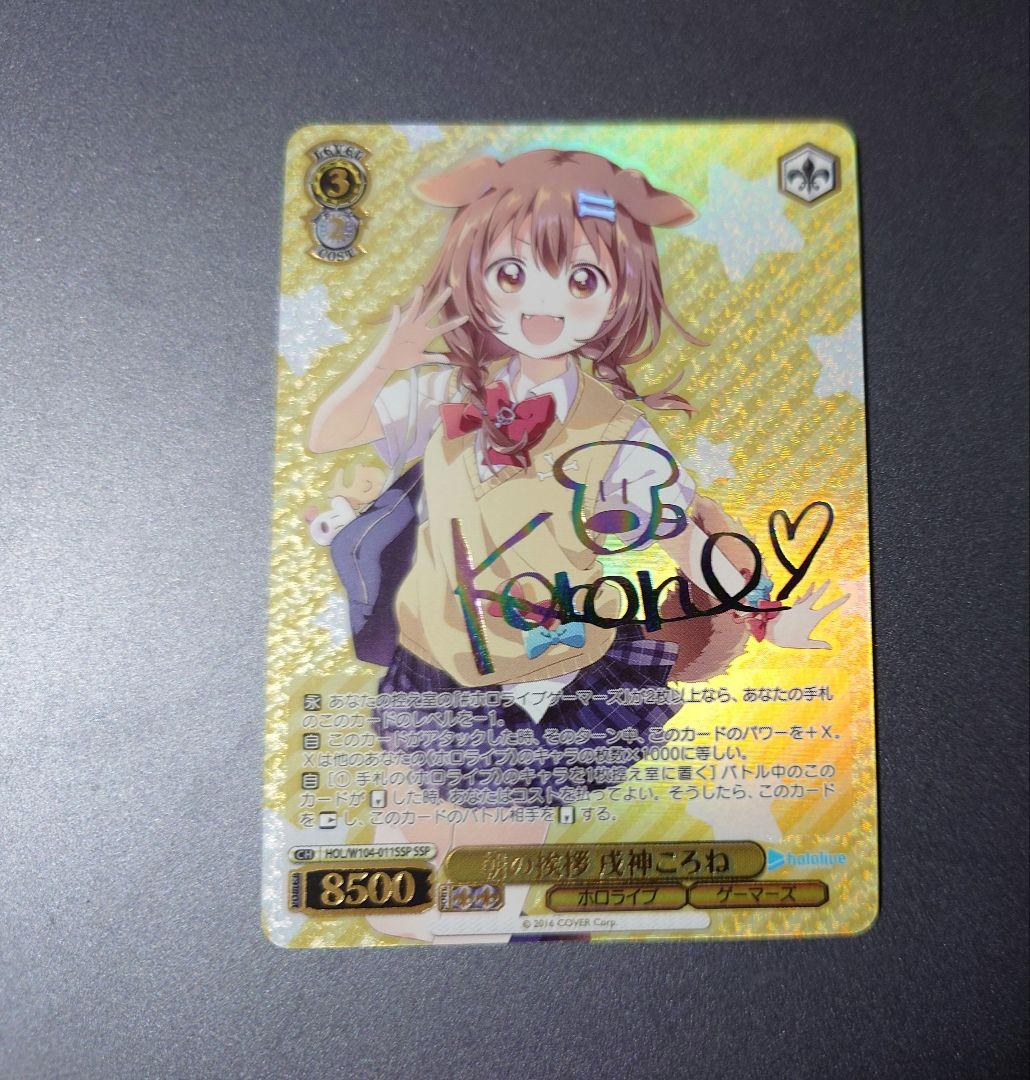 LEVEL
3
2
COST
Korone
永 あなたの控え室の「#ホロライブゲーマーズ」が2枚以上なら、あなたの手札
のこのカードのレベルを－1。
自 このカードがアタックした時、そのターン中、このカードのパワーを＋X。
Xは他のあなたの《ホロライブ》のキャラの枚数×1000に等しい。
自 ［① 手札の《ホロライブ》のキャラを1枚控え室に置く］ バトル中のこの
カードが した時、あなたはコストを払ってよい。そうしたら、このカード
を し、このカードのバトル相手を する。
CH HOL/W104-011SSP SSP
朝の挨拶 戌神ころね
hololive
POWER 8500
ホロライブ ゲーマーズ
© 2016 COVER Corp.